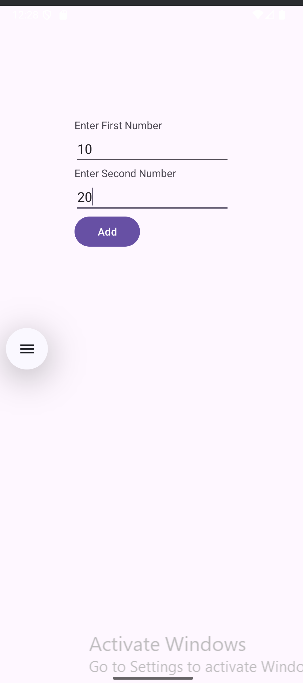 Enter First Number
10
Enter Second Number
20
Add
Activate Windows
Go to Settings to activate Windo